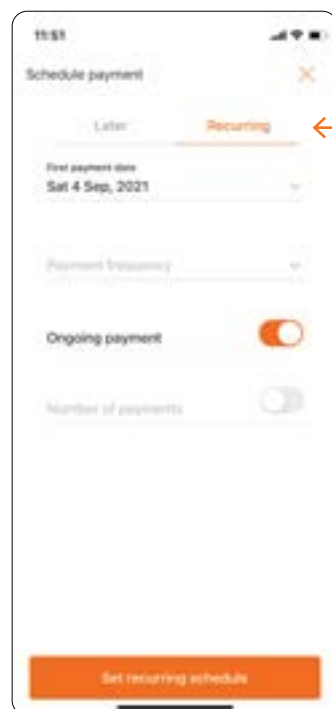 11:51
Schedule payment
Later Recurring
First payment date
Sat 4 Sep, 2021
Payment frequency
Ongoing payment
Number of payments
Set recurring schedule